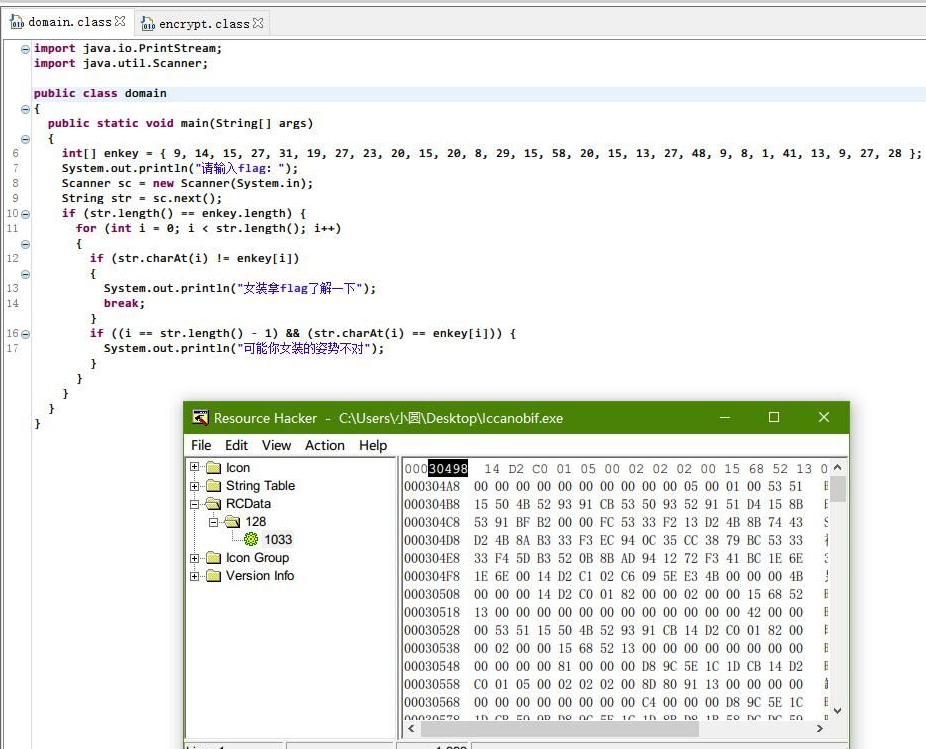 domain.class encrypt.class
import java.io.PrintStream;
import java.util.Scanner;
public class domain
{
public static void main(String[] args)
{
6 int[] enkey = { 9, 14, 15, 27, 31, 19, 27, 23, 20, 15, 20, 8, 29, 15, 58, 20, 15, 13, 27, 48, 9, 8, 1, 41, 13, 9, 27, 28 };
7 System.out.println("请输入flag: ");
8 Scanner sc = new Scanner(System.in);
9 String str = sc.next();
10 if (str.length() == enkey.length) {
11 for (int i = 0; i < str.length(); i++)
{
12 if (str.charAt(i) != enkey[i])
{
13 System.out.println("女装拿flag了解一下");
14 break;
}
16 if ((i == str.length() - 1) && (str.charAt(i) == enkey[i])) {
17 System.out.println("可能你女装的姿势不对");
}
}
}
}
}
Resource Hacker - C:\Users\小圆\Desktop\Iccanobif.exe
File Edit View Action Help
Icon
String Table
RCData
128
1033
Icon Group
Version Info
00030498 14 D2 C0 01 05 00 02 02 02 00 15 68 52 13 0
000304A8 00 00 00 00 00 00 00 00 00 05 00 01 00 53 51
000304B8 15 50 4B 52 93 91 CB 53 50 93 52 91 51 D4 15 8B
000304C8 53 91 BF B2 00 00 FC 53 33 F2 13 D2 4B 8B 74 43
000304D8 D2 4B 8A B3 33 F3 EC 94 0C 35 CC 38 79 BC 53 33
000304E8 33 F4 5D B3 52 0B 8B AD 94 12 72 F3 41 BC 1E 6E
000304F8 1E 6E 00 14 D2 C1 02 C6 09 5E E3 4B 00 00 00 4B
00030508 00 00 00 14 D2 C0 01 82 00 00 02 00 00 15 68 52
00030518 13 00 00 00 00 00 00 00 00 00 00 00 00 42 00 00
00030528 00 53 51 15 50 4B 52 93 91 CB 14 D2 C0 01 82 00
00030538 00 02 00 00 15 68 52 13 00 00 00 00 00 00 00 00
00030548 00 00 00 00 81 00 00 00 D8 9C 5E 1C 1D CB 14 D2
00030558 C0 01 05 00 02 02 02 00 8D 80 91 13 00 00 00 00
00030568 00 00 00 00 00 00 00 00 C4 00 00 00 D8 9C 5E 1C